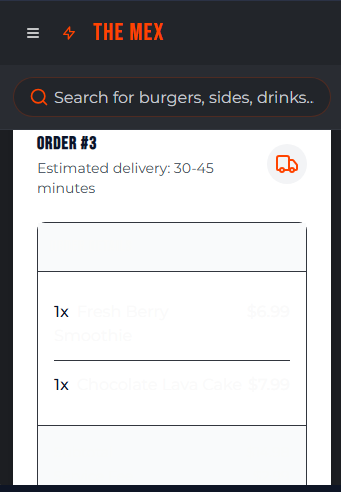 THE MEX
Search for burgers, sides, drinks..
ORDER #3
Estimated delivery: 30-45
minutes
1x Fresh Berry $6.99
Smoothie
1x Chocolate Lava Cake $7.99